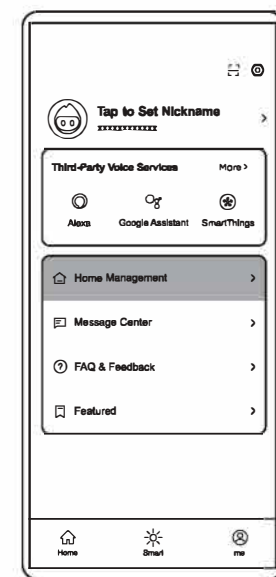 Tap to Set Nickname
xxxxxxxxxxxx
Third-Party Voice Services More >
Alexa Google Assistant SmartThings
Home Management
Message Center
FAQ & Feedback
Featured
Home Smart me